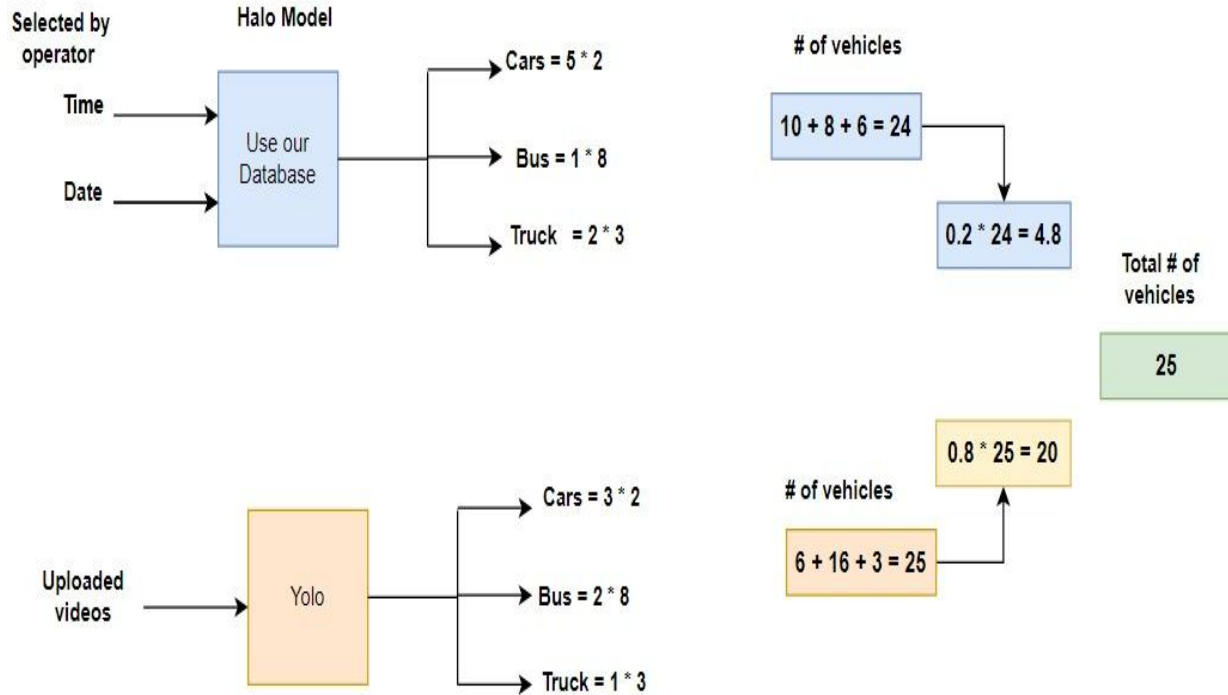 Selected by
operator
Halo Model
Time
Date
Use our
Database
Cars = 5 * 2
Bus = 1 * 8
Truck = 2 * 3
# of vehicles
10 + 8 + 6 = 24
0.2 * 24 = 4.8
Total # of
vehicles
25
0.8 * 25 = 20
# of vehicles
6 + 16 + 3 = 25
Uploaded
videos
Yolo
Cars = 3 * 2
Bus = 2 * 8
Truck = 1 * 3